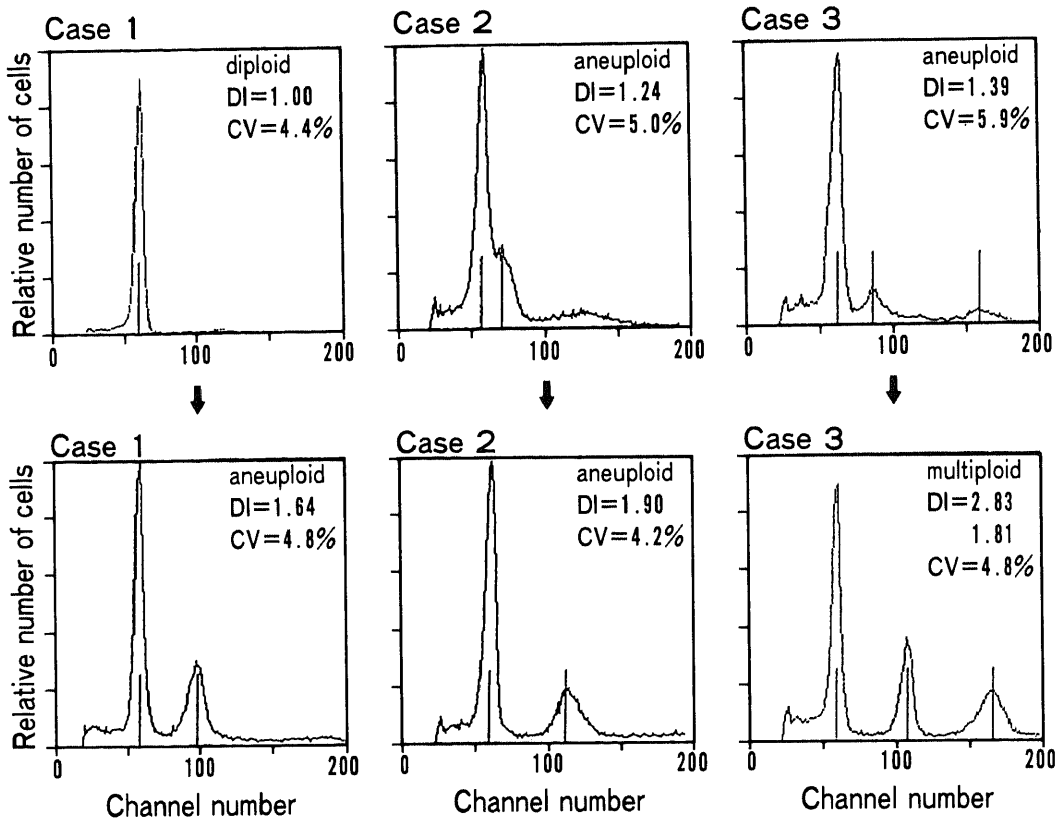 Case 1
diploid
DI=1.00
CV=4.4%
Relative number of cells
0 100 200
Case 2
aneuploid
DI=1.24
CV=5.0%
0 100 200
Case 3
aneuploid
DI=1.39
CV=5.9%
0 100 200
Case 1
aneuploid
DI=1.64
CV=4.8%
Relative number of cells
0 100 200
Channel number
Case 2
aneuploid
DI=1.90
CV=4.2%
0 100 200
Channel number
Case 3
multiploid
DI=2.83
1.81
CV=4.8%
0 100 200
Channel number